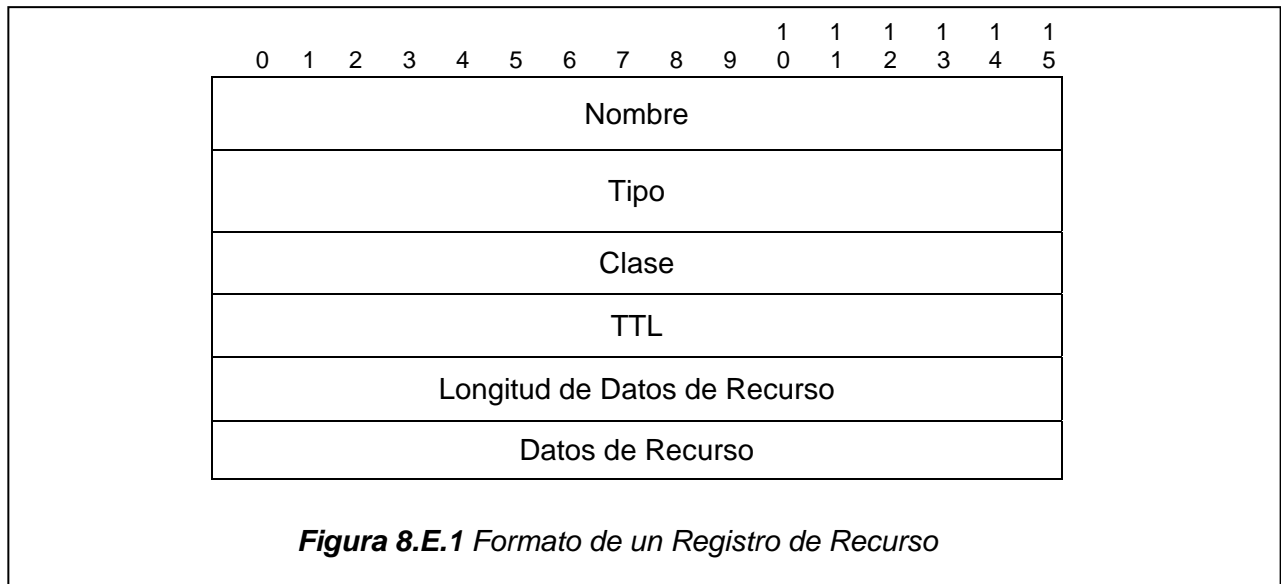 1 1 1 1 1 1
0 1 2 3 4 5 6 7 8 9 0 1 2 3 4 5
Nombre
Tipo
Clase
TTL
Longitud de Datos de Recurso
Datos de Recurso
Figura 8.E.1 Formato de un Registro de Recurso